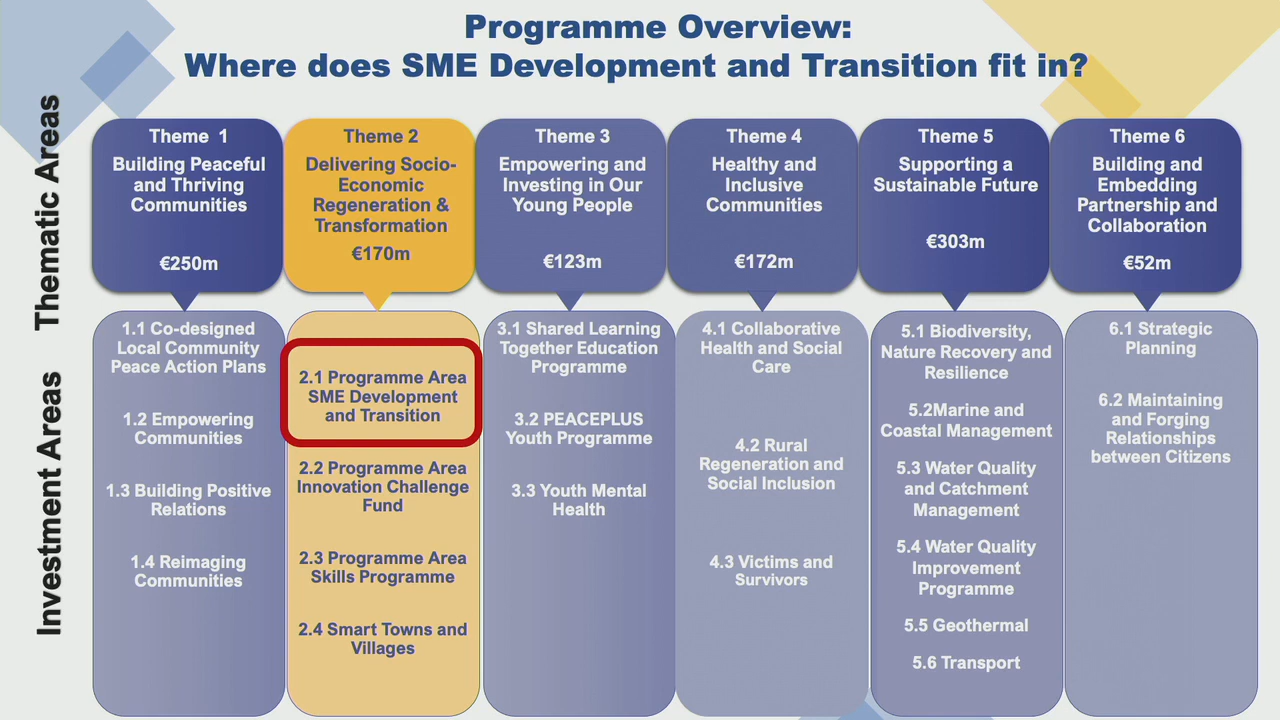 Programme Overview:
Where does SME Development and Transition fit in?
Thematic Areas
Theme 1
Building Peaceful
and Thriving
Communities
€250m
Theme 2
Delivering Socio-
Economic
Regeneration &
Transformation
€170m
Theme 3
Empowering and
Investing in Our
Young People
€123m
Theme 4
Healthy and
Inclusive
Communities
€172m
Theme 5
Supporting a
Sustainable Future
€303m
Theme 6
Building and
Embedding
Partnership and
Collaboration
€52m
Investment Areas
1.1 Co-designed
Local Community
Peace Action Plans
1.2 Empowering
Communities
1.3 Building Positive
Relations
1.4 Reimaging
Communities
2.1 Programme Area
SME Development
and Transition
2.2 Programme Area
Innovation Challenge
Fund
2.3 Programme Area
Skills Programme
2.4 Smart Towns and
Villages
3.1 Shared Learning
Together Education
Programme
3.2 PEACEPLUS
Youth Programme
3.3 Youth Mental
Health
4.1 Collaborative
Health and Social
Care
4.2 Rural
Regeneration and
Social Inclusion
4.3 Victims and
Survivors
5.1 Biodiversity,
Nature Recovery and
Resilience
5.2Marine and
Coastal Management
5.3 Water Quality
and Catchment
Management
5.4 Water Quality
Improvement
Programme
5.5 Geothermal
5.6 Transport
6.1 Strategic
Planning
6.2 Maintaining
and Forging
Relationships
between Citizens